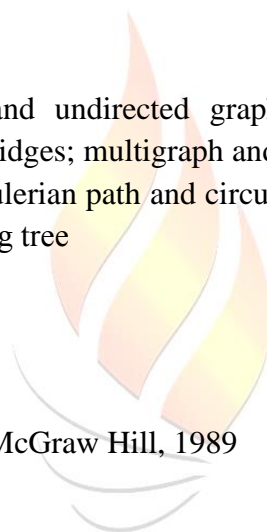 and undirected grap
idges; multigraph and
ulerian path and circu
g tree
McGraw Hill, 1989